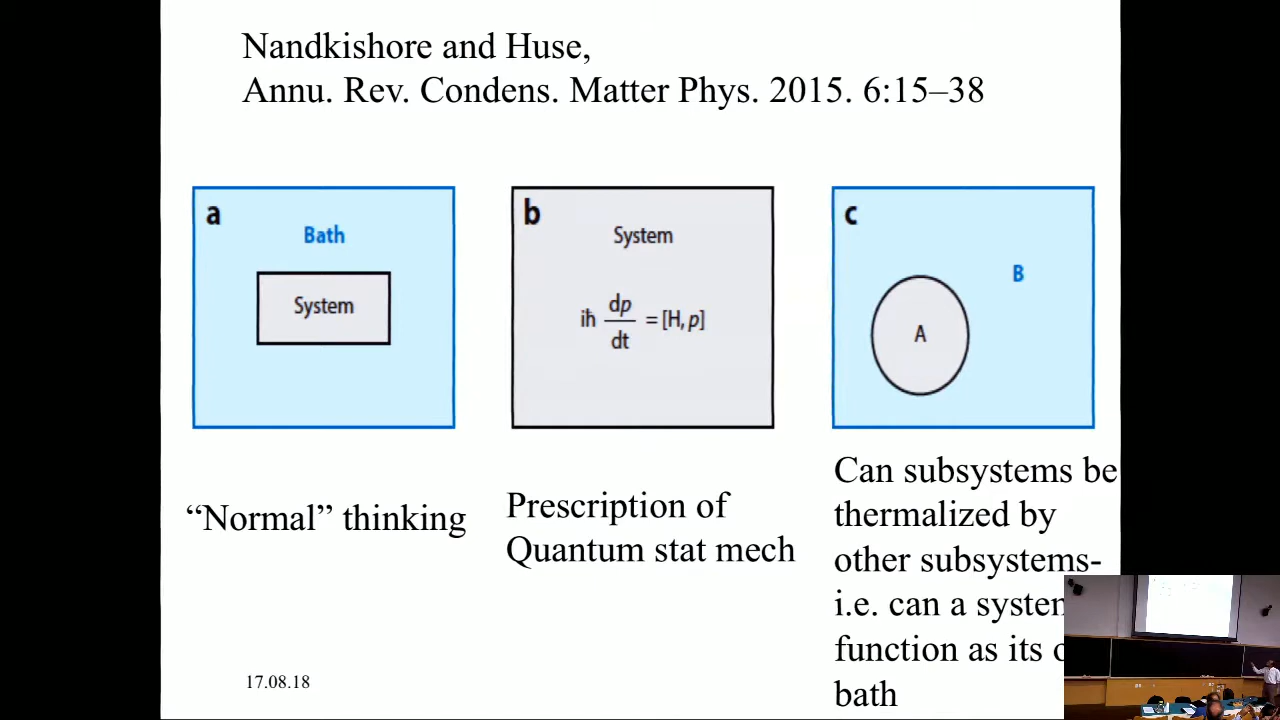 Nandkishore and Huse,
Annu. Rev. Condens. Matter Phys. 2015. 6:15–38
a
Bath
System
b
System
iħ dp/dt = [H, p]
c
B
A
“Normal” thinking
Prescription of
Quantum stat mech
Can subsystems be
thermalized by
other subsystems-
i.e. can a system
function as its
bath
17.08.18